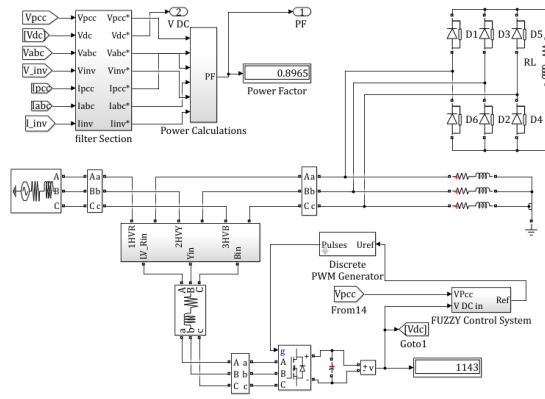 Vpcc
[Vdc]
Vabc
V_inv
Ipcc
Iabc
I_inv
Vpcc
Vdc
Vabc
Vinv
Ipcc
Iabc
Iinv
Vpcc*
Vdc*
Vabc*
Vinv*
Ipcc*
Iabc*
Iinv*
filter Section
2
V DC
PF
Power Calculations
1
PF
0.8965
Power Factor
D1 D3 D5
RL
D6 D2 D4
A
B
C
Aa
Bb
C c
Aa
Bb
C c
1HVR
2HVY
3HVB
LV_Rin
Yin
Bin
A B C
a b c
A a
B b
C c
g
A
B
C
+
-
Pulses Uref
Discrete
PWM Generator
Vpcc
From14
VPcc
V DC in
Ref
FUZZY Control System
[Vdc]
Goto1
+
- v
1143